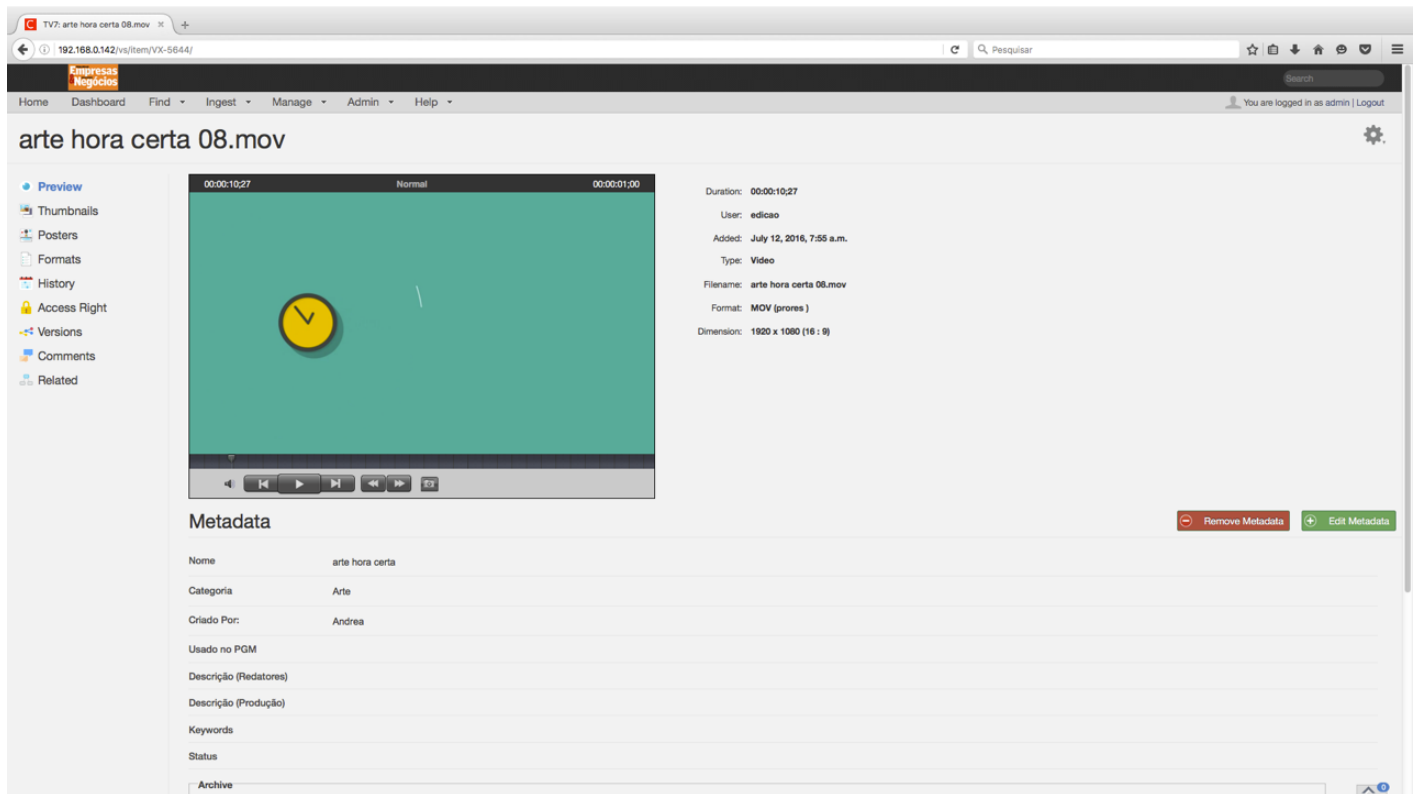 TV7: arte hora certa 08.mov
192.168.0.142/vs/item/VX-5644/
Pesquisar
Empresas
Negócios
Search
Home Dashboard Find Ingest Manage Admin Help
You are logged in as admin | Logout
arte hora certa 08.mov
Preview
Thumbnails
Posters
Formats
History
Access Right
Versions
Comments
Related
00:00:10;27 Normal 00:00:01;00
Duration: 00:00:10;27
User: edicao
Added: July 12, 2016, 7:55 a.m.
Type: Video
Filename: arte hora certa 08.mov
Format: MOV (prores )
Dimension: 1920 x 1080 (16 : 9)
Metadata
Remove Metadata
Edit Metadata
Nome arte hora certa
Categoria Arte
Criado Por: Andrea
Usado no PGM
Descrição (Redatores)
Descrição (Produção)
Keywords
Status
Archive
0